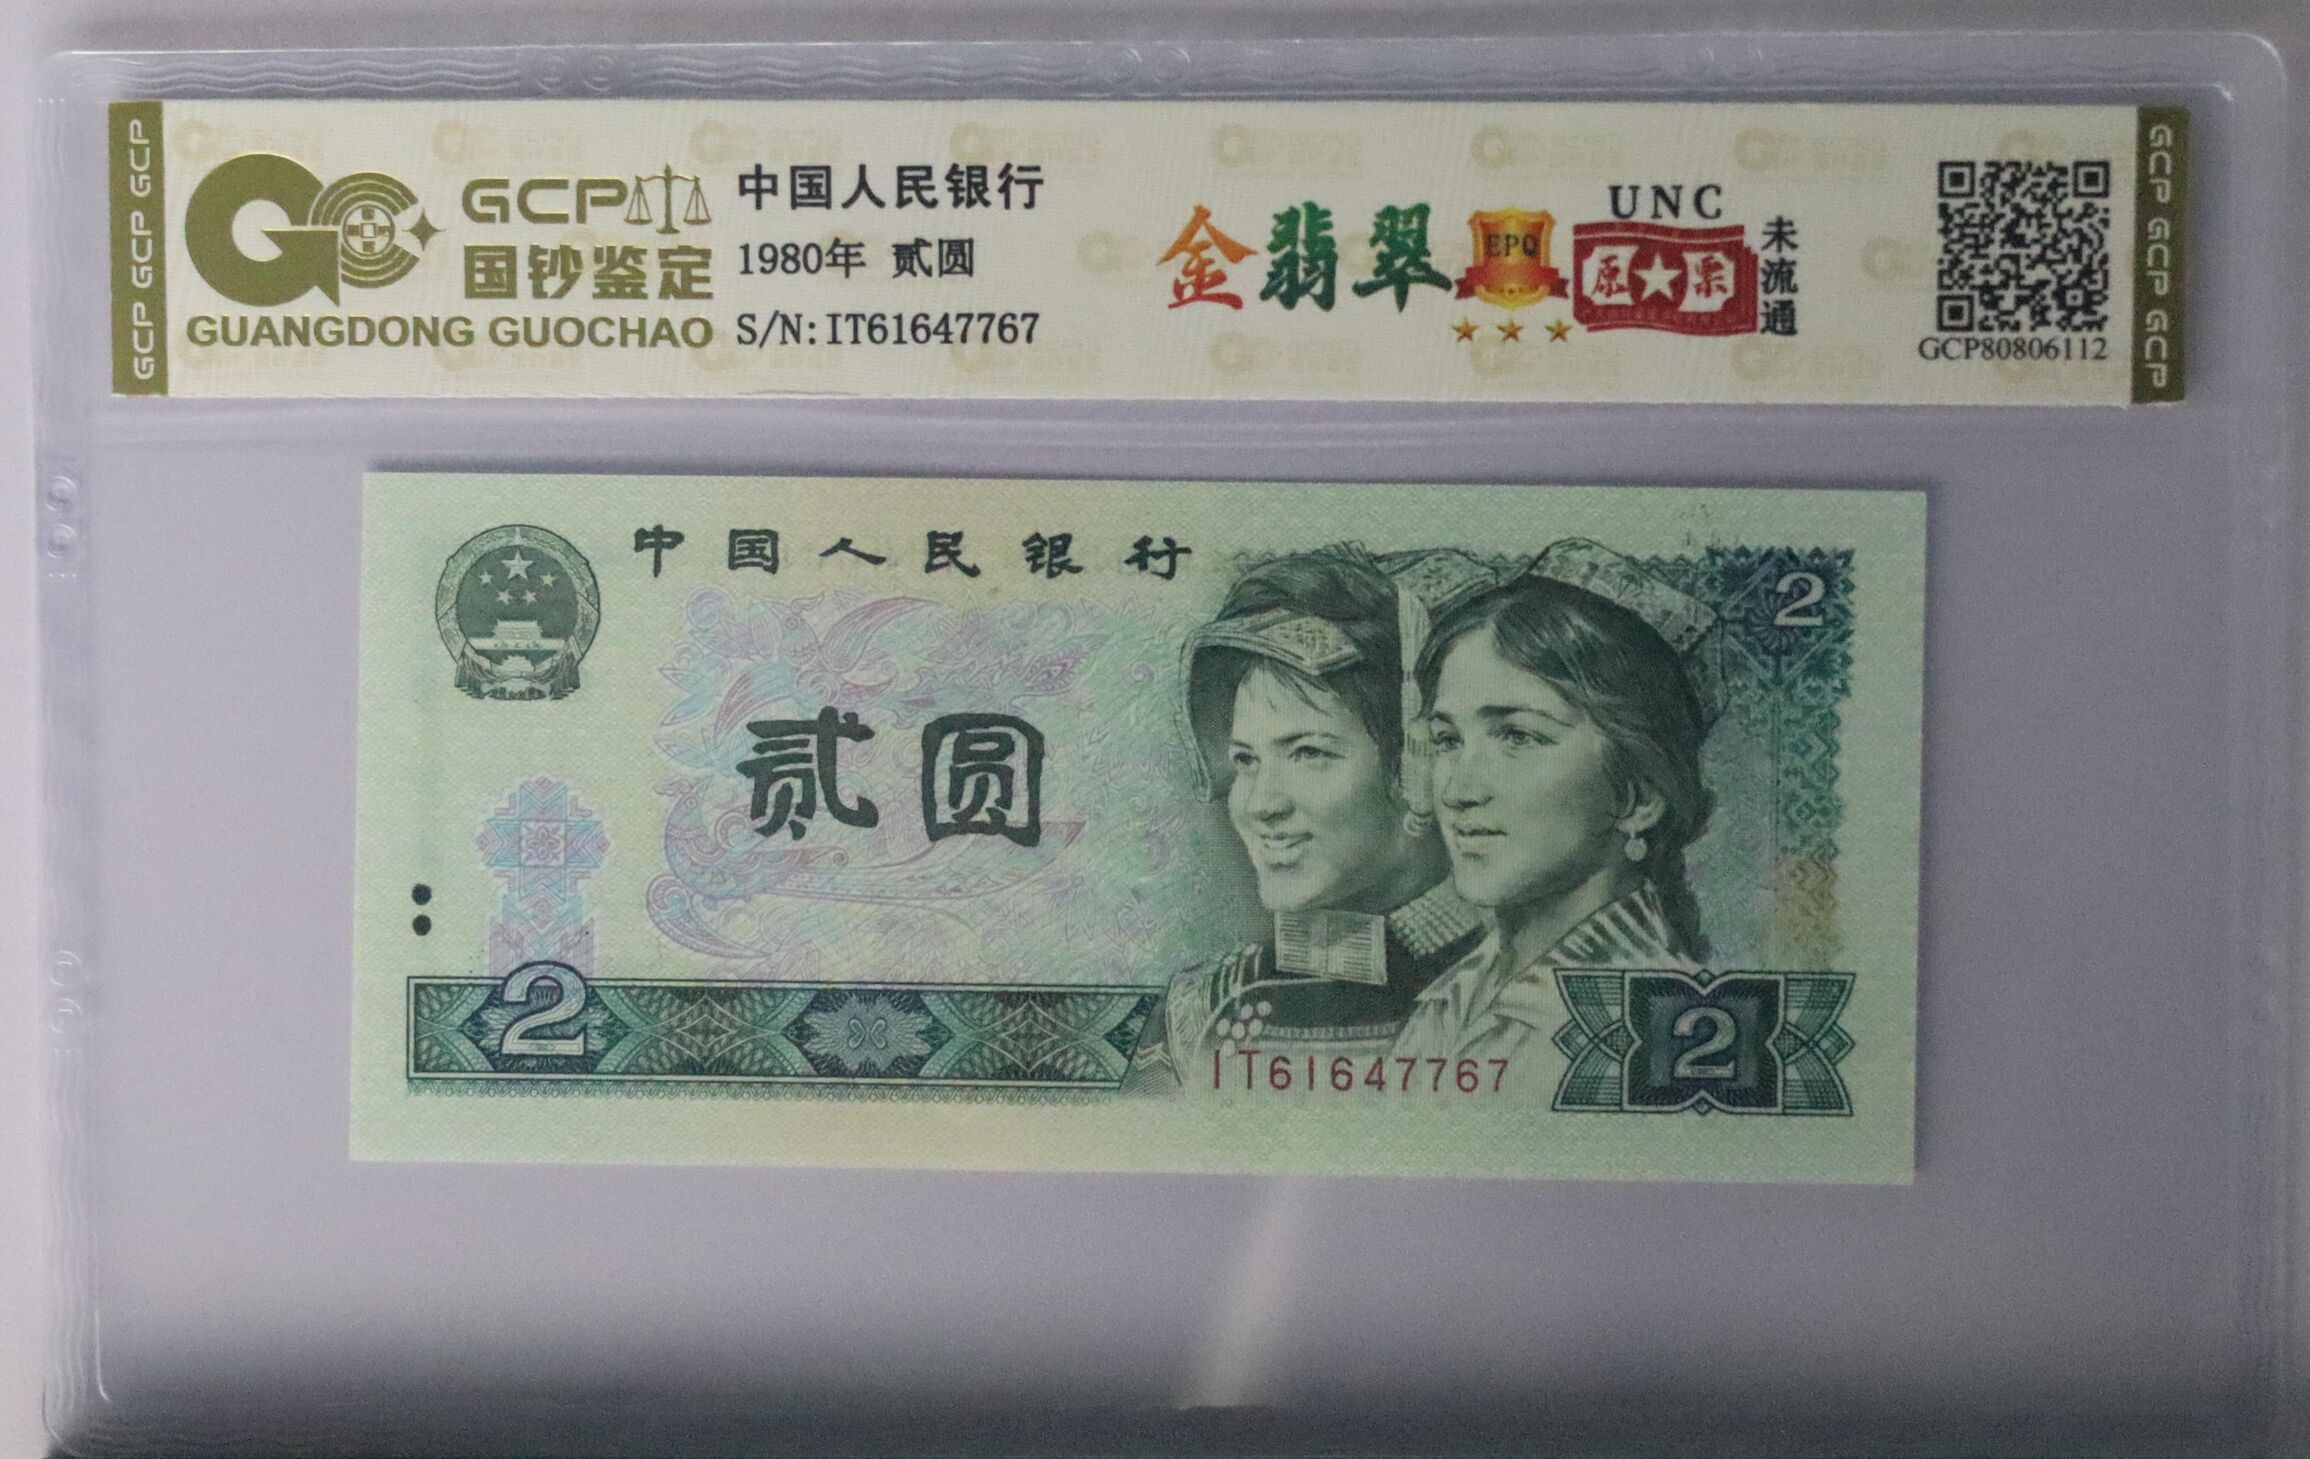 GCP GCP GCP
GCP
国钞鉴定
GUANGDONG GUOCHAO
中国人民银行
1980年 贰圆
S/N:IT61647767
金翡翠
EPQ
UNC
原★票
未流通
GCP80806112
GCP GCP GCP
中国人民银行
2
贰圆
2
IT61647767
2